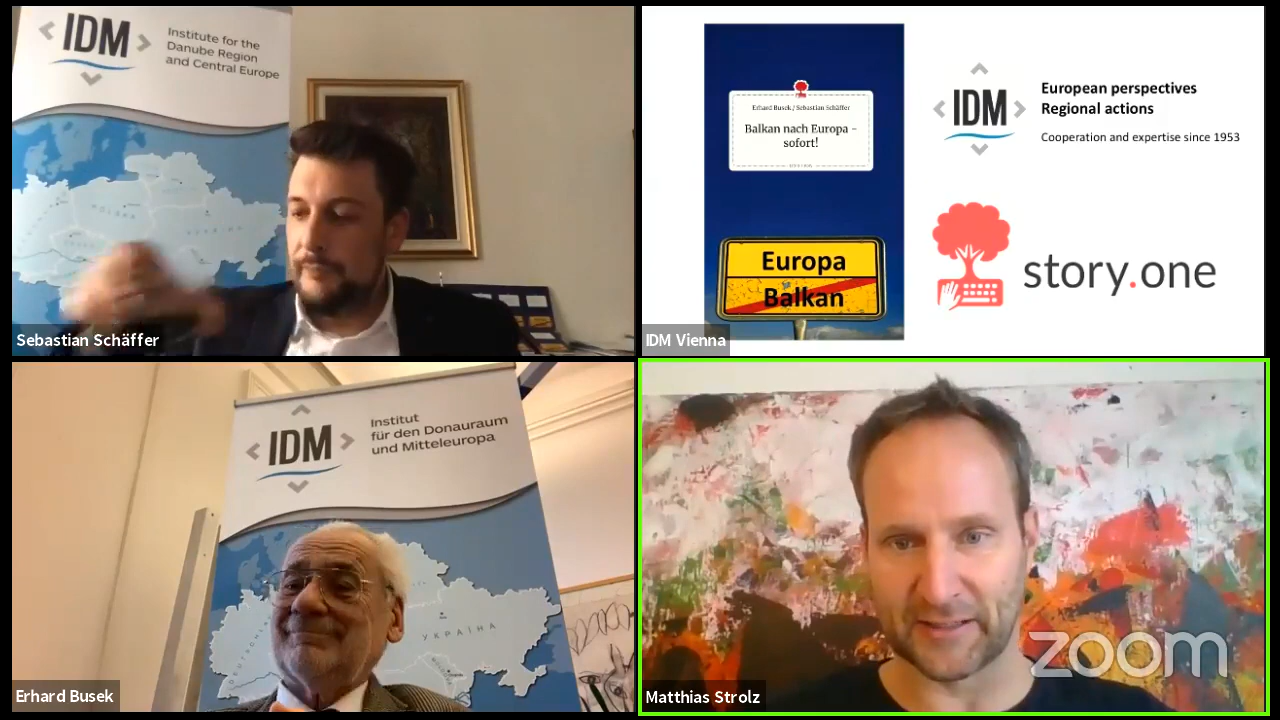 IDM
Institute for the
Danube Region
and Central Europe
POLSKA
Sebastian Schäffer
Erhard Busek / Sebastian Schäffer
Balkan nach Europa –
sofort!
Europa
Balkan
IDM
European perspectives
Regional actions
Cooperation and expertise since 1953
story.one
IDM Vienna
IDM
Institut
für den Donauraum
und Mitteleuropa
УКРАЇНА
Erhard Busek
zoom
Matthias Strolz